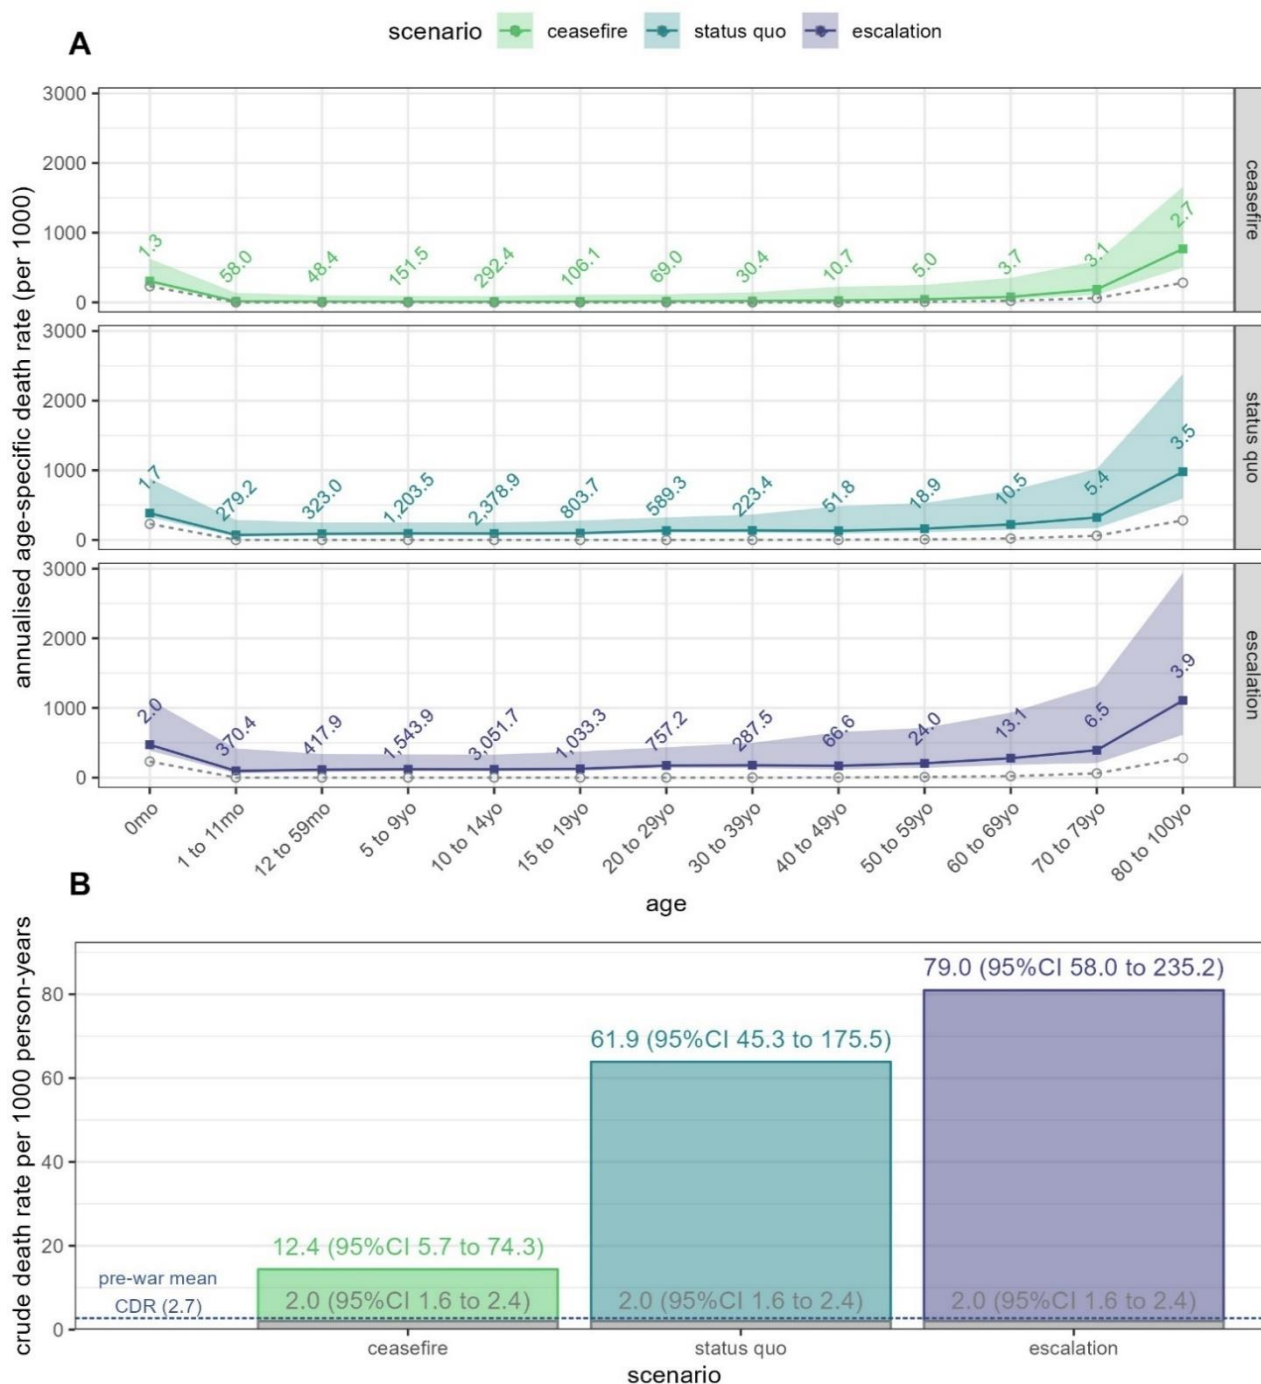 A
scenario ceasefire status quo escalation
annualised age-specific death rate (per 1000)
3000
2000
1000
0
1.3 58.0 48.4 151.5 292.4 106.1 69.0 30.4 10.7 5.0 3.7 3.1 2.7
ceasefire
3000
2000
1000
0
1.7 279.2 323.0 1,203.5 2,378.9 803.7 589.3 223.4 51.8 18.9 10.5 5.4 3.5
status quo
3000
2000
1000
0
2.0 370.4 417.9 1,543.9 3,051.7 1,033.3 757.2 287.5 66.6 24.0 13.1 6.5 3.9
escalation
0mo 1 to 11mo 12 to 59mo 5 to 9yo 10 to 14yo 15 to 19yo 20 to 29yo 30 to 39yo 40 to 49yo 50 to 59yo 60 to 69yo 70 to 79yo 80 to 100yo
age
B
crude death rate per 1000 person-years
80
60
40
20
0
79.0 (95%CI 58.0 to 235.2)
61.9 (95%CI 45.3 to 175.5)
12.4 (95%CI 5.7 to 74.3)
pre-war mean
CDR (2.7)
2.0 (95%CI 1.6 to 2.4) 2.0 (95%CI 1.6 to 2.4) 2.0 (95%CI 1.6 to 2.4)
ceasefire status quo escalation
scenario